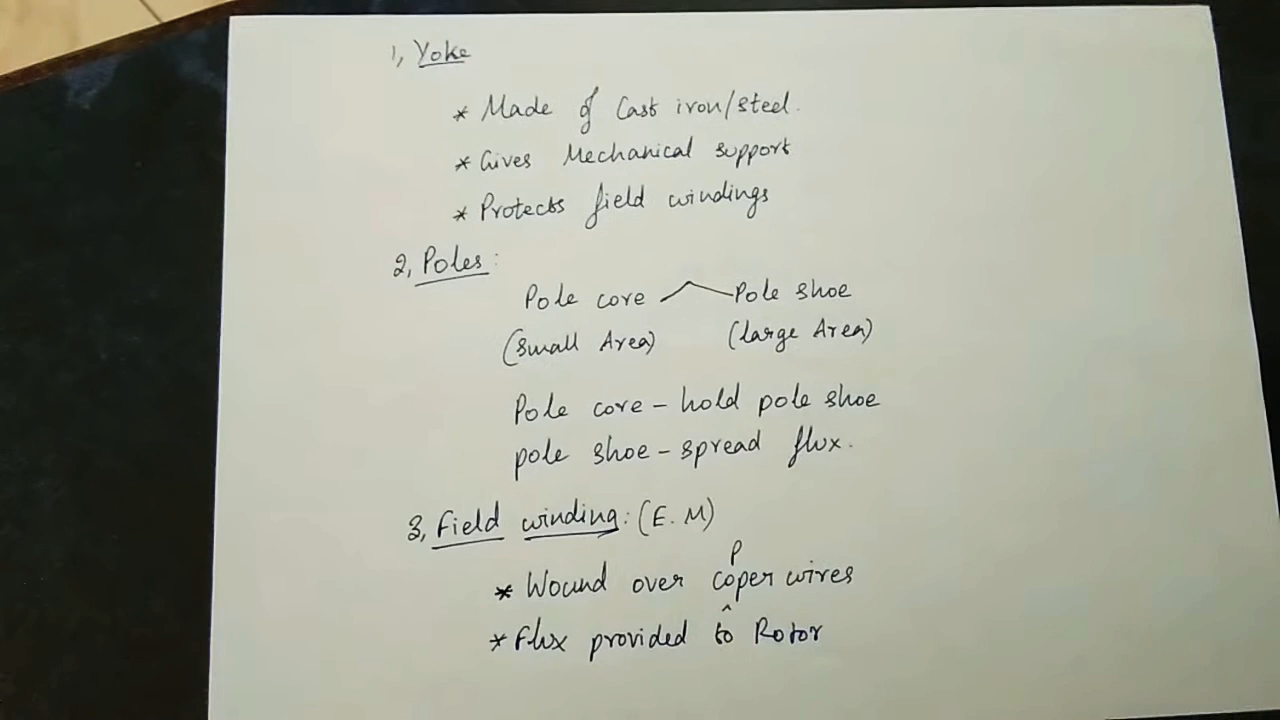 1, Yoke
* Made of Cast iron/steel.
* Gives Mechanical support
* Protects field windings
2, Poles:
Pole core Pole shoe
(small Area) (large Area)
Pole core - hold pole shoe
pole shoe - spread flux.
3, Field winding: (E.M)
* Wound over copper wires
* Flux provided to Rotor